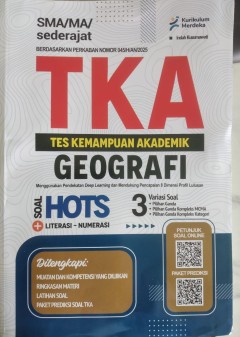 SMA/MA/
sederajat
Kurikulum
Merdeka
BERDASARKAN PERKABAN NOMOR 045/H/AN/2025
TKA
TES KEMAMPUAN AKADEMIK
GEOGRAFI
Menggunakan Pendekatan Deep Learning dan Mendukung Pencapaian 8 Dimensi Profil Lulusan
SOAL
HOTS
+ LITERASI - NUMERASI
3 Variasi Soal
• Pilihan Ganda
• Pilihan Ganda Kompleks MCMA
• Pilihan Ganda Kompleks Kategori
Dilengkapi:
MUATAN DAN KOMPETENSI YANG DIUJIKAN
RINGKASAN MATERI
LATIHAN SOAL
PAKET PREDIKSI SOAL TKA
PETUNJUK
SOAL ONLINE
PAKET PREDIKSI